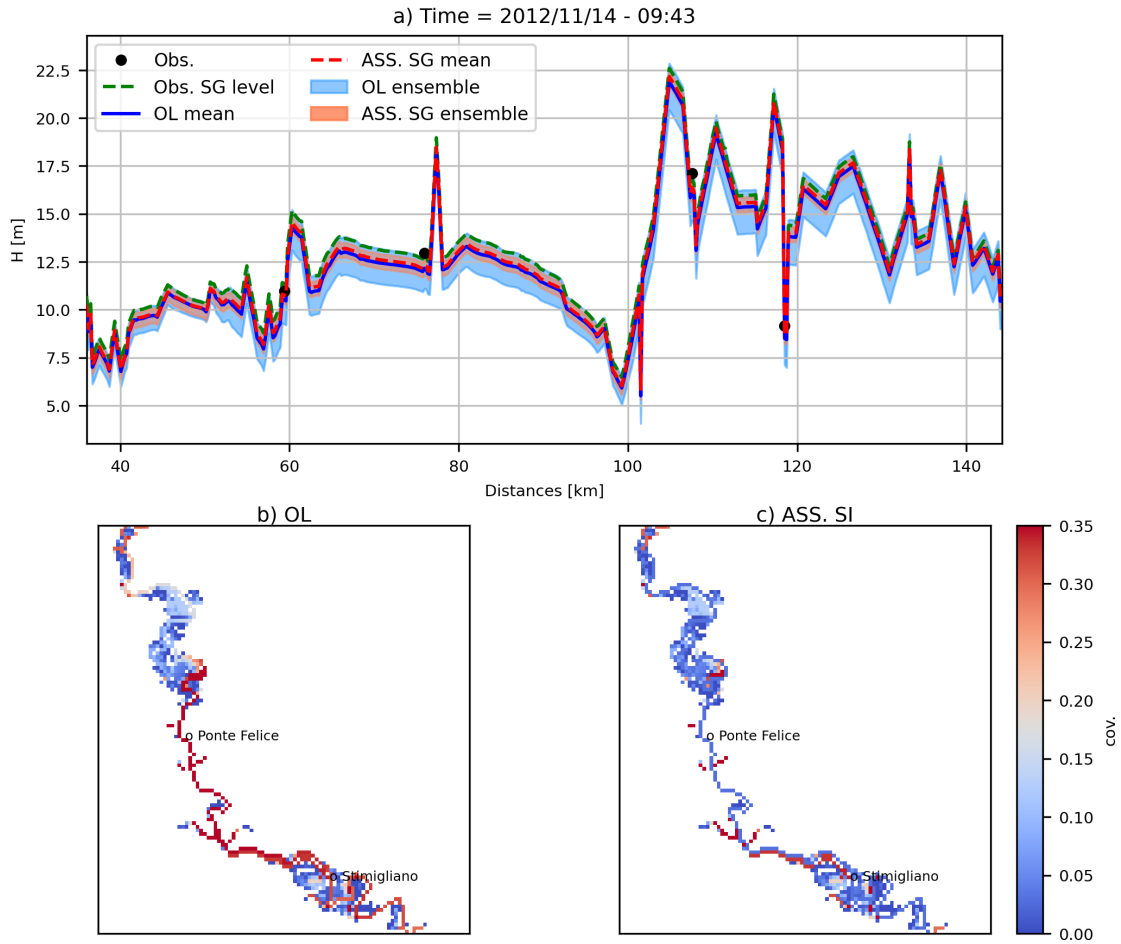 a) Time = 2012/11/14 - 09:43
H [m]
22.5
20.0
17.5
15.0
12.5
10.0
7.5
5.0
Obs.
Obs. SG level
OL mean
ASS. SG mean
OL ensemble
ASS. SG ensemble
40 60 80 100 120 140
Distances [km]
b) OL
o Ponte Felice
o Stimigliano
c) ASS. SI
o Ponte Felice
o Stimigliano
0.35
0.30
0.25
0.20
0.15
0.10
0.05
0.00
cov.